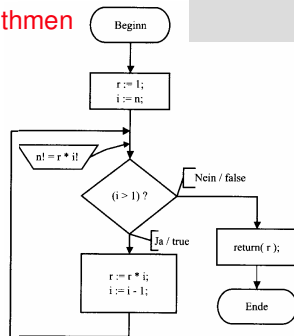 thmen
Beginn
r := 1;
i := n;
n! = r * i!
Nein / false
(i > 1) ?
Ja / true
return( r );
r := r * i;
i := i - 1;
Ende